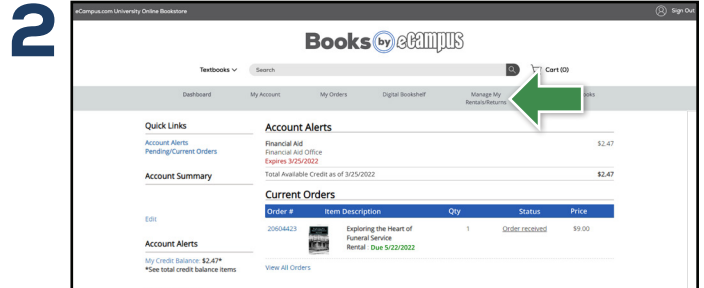 2
eCampus.com University Online Bookstore
Sign Out
Books by eCampus
Textbooks
Search
Cart (0)
Dashboard
My Account
My Orders
Digital Bookshelf
Manage My
Rentals/Returns
Quick Links
Account Alerts
Pending/Current Orders
Account Summary
Edit
Account Alerts
My Credit Balance: $2.47*
*See total credit balance items
Account Alerts
Financial Aid $2.47
Financial Aid Office
Expires 3/25/2022
Total Available Credit as of 3/25/2022 $2.47
Current Orders
Order # Item Description Qty Status Price
20604423 Exploring the Heart of 1 Order received $9.00
Funeral Service
Rental Due 5/22/2022
View All Orders